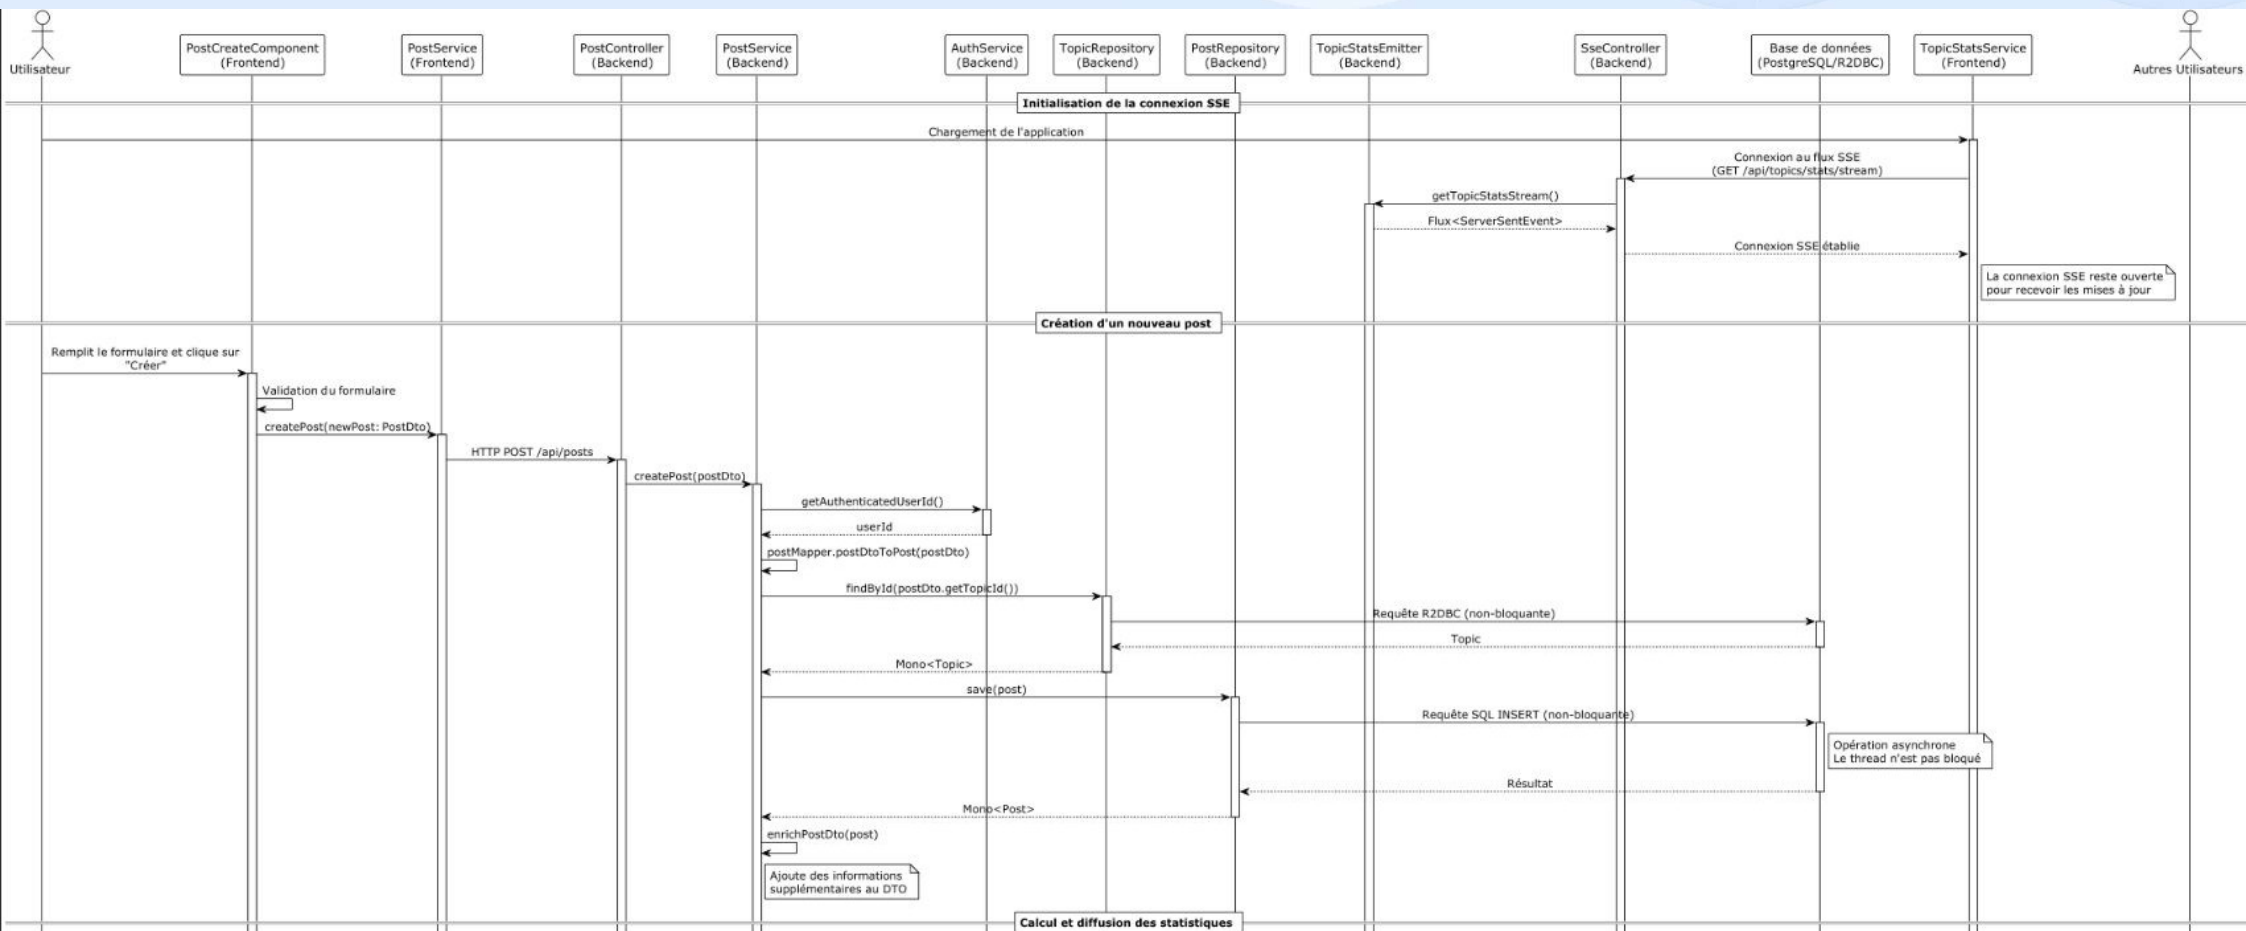 Utilisateur
PostCreateComponent
(Frontend)
PostService
(Frontend)
PostController
(Backend)
PostService
(Backend)
AuthService
(Backend)
TopicRepository
(Backend)
PostRepository
(Backend)
TopicStatsEmitter
(Backend)
SseController
(Backend)
Base de données
(PostgreSQL/R2DBC)
TopicStatsService
(Frontend)
Autres Utilisateurs
Initialisation de la connexion SSE
Chargement de l'application
Connexion au flux SSE
(GET /api/topics/stats/stream)
getTopicStatsStream()
Flux<ServerSentEvent>
Connexion SSE établie
La connexion SSE reste ouverte
pour recevoir les mises à jour
Création d'un nouveau post
Remplit le formulaire et clique sur
"Créer"
Validation du formulaire
createPost(newPost: PostDto)
HTTP POST /api/posts
createPost(postDto)
getAuthenticatedUserId()
userId
postMapper.postDtoToPost(postDto)
findById(postDto.getTopicId())
Requête R2DBC (non-bloquante)
Topic
Mono<Topic>
save(post)
Requête SQL INSERT (non-bloquante)
Opération asynchrone
Le thread n'est pas bloqué
Résultat
Mono<Post>
enrichPostDto(post)
Ajoute des informations
supplémentaires au DTO
Calcul et diffusion des statistiques